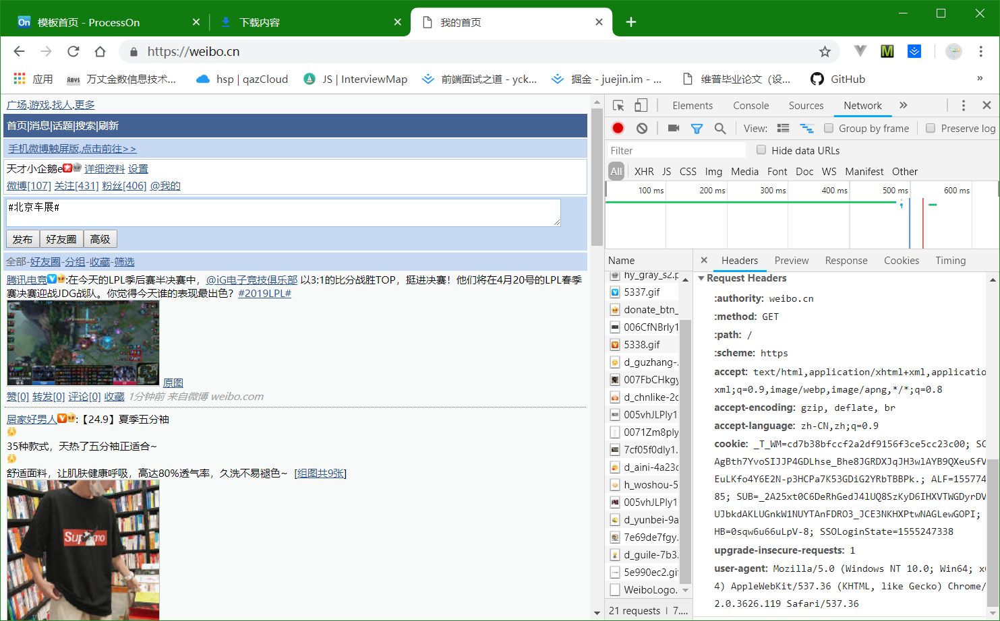 模板首页 - ProcessOn
下载内容
我的首页
https://weibo.cn
应用
万丈金数信息技术...
hsp | qazCloud
JS | InterviewMap
前端面试之道 - yck...
掘金 - juejin.im - ...
维普毕业论文（设...
GitHub
»
广场.游戏.找人.更多
首页|消息|话题|搜索|刷新
手机微博触屏版,点击前往>>
天才小企鹅e 详细资料 设置
微博[107] 关注[431] 粉丝[406] @我的
#北京车展#
发布 好友圈 高级
全部-好友圈-分组-收藏-筛选
腾讯电竞:在今天的LPL季后赛半决赛中，@iG电子竞技俱乐部 以3:1的比分战胜TOP，挺进决赛！他们将在4月20号的LPL春季
赛决赛迎战JDG战队。你觉得今天谁的表现最出色？#2019LPL#
原图
赞[0] 转发[0] 评论[0] 收藏 1分钟前 来自微博 weibo.com
居家好男人:【24.9】夏季五分袖
35种款式，天热了五分袖正适合~
舒适面料，让肌肤健康呼吸，高达80%透气率，久洗不易褪色~ [组图共9张]
Elements Console Sources Network »
View: Group by frame Preserve log
Filter Hide data URLs
All XHR JS CSS Img Media Font Doc WS Manifest Other
100 ms 200 ms 300 ms 400 ms 500 ms 600 ms
Name
hy_gray_s2.p
5337.gif
donate_btn_
006CfNBrly1
5338.gif
d_guzhang-.
007FbCHkgy
d_chnlike-2c
005vhJLPly1
0071Zm8ply
7cf05f0dly1.
d_aini-4a23c
h_woshou-5
005vhJLPly1
d_yunbei-9a
7e69de7fgy.
d_guile-7b3.
5e990ec2.gi
WeiboLogo.
21 requests | 7....
Headers Preview Response Cookies Timing
Request Headers
:authority: weibo.cn
:method: GET
:path: /
:scheme: https
accept: text/html,application/xhtml+xml,applicatio
xml;q=0.9,image/webp,image/apng,*/*;q=0.8
accept-encoding: gzip, deflate, br
accept-language: zh-CN,zh;q=0.9
cookie: _T_WM=cd7b38bfccf2a2df9156f3ce5cc23c00; SC
AgBth7YvoSIJJP4GDLhse_Bhe8JGRDXJqJH3wlAYB9QXeuSfV
EuLKfo4Y6E2N-p3HCPa7K53GDiG2YRbTBBPk.; ALF=155774
85; SUB=_2A25xt0C6DeRhGedJ4lUQ8SzKyD6IHXVTWGDyrDV
UJbkdAKLUGnkW1NUYTAnFDRO3_JCE3NKHXPtwNAGLewGOPI;
HB=0sqw6u66uLpV-8; SSOLoginState=1555247338
upgrade-insecure-requests: 1
user-agent: Mozilla/5.0 (Windows NT 10.0; Win64; x
4) AppleWebKit/537.36 (KHTML, like Gecko) Chrome/
2.0.3626.119 Safari/537.36